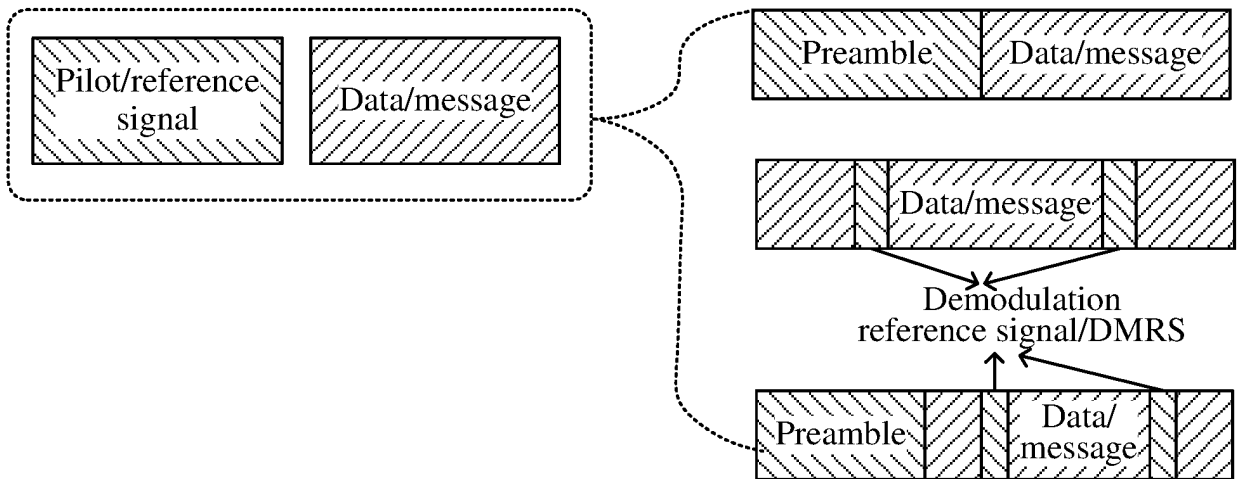 Pilot/reference
signal
Data/message
Preamble
Data/message
Data/message
Demodulation
reference signal/DMRS
Preamble
Data/
message